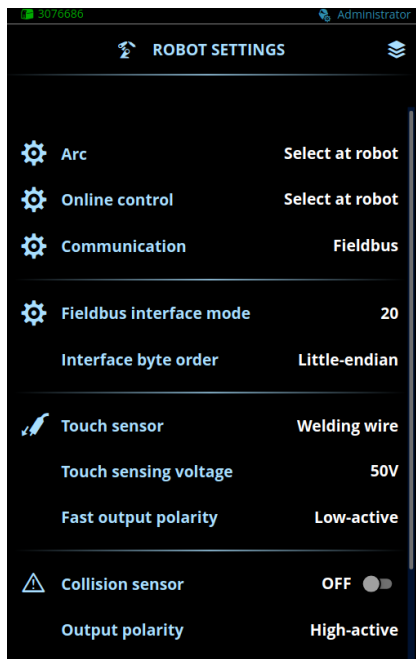 3076686 Administrator
ROBOT SETTINGS
Arc Select at robot
Online control Select at robot
Communication Fieldbus
Fieldbus interface mode 20
Interface byte order Little-endian
Touch sensor Welding wire
Touch sensing voltage 50V
Fast output polarity Low-active
Collision sensor OFF
Output polarity High-active